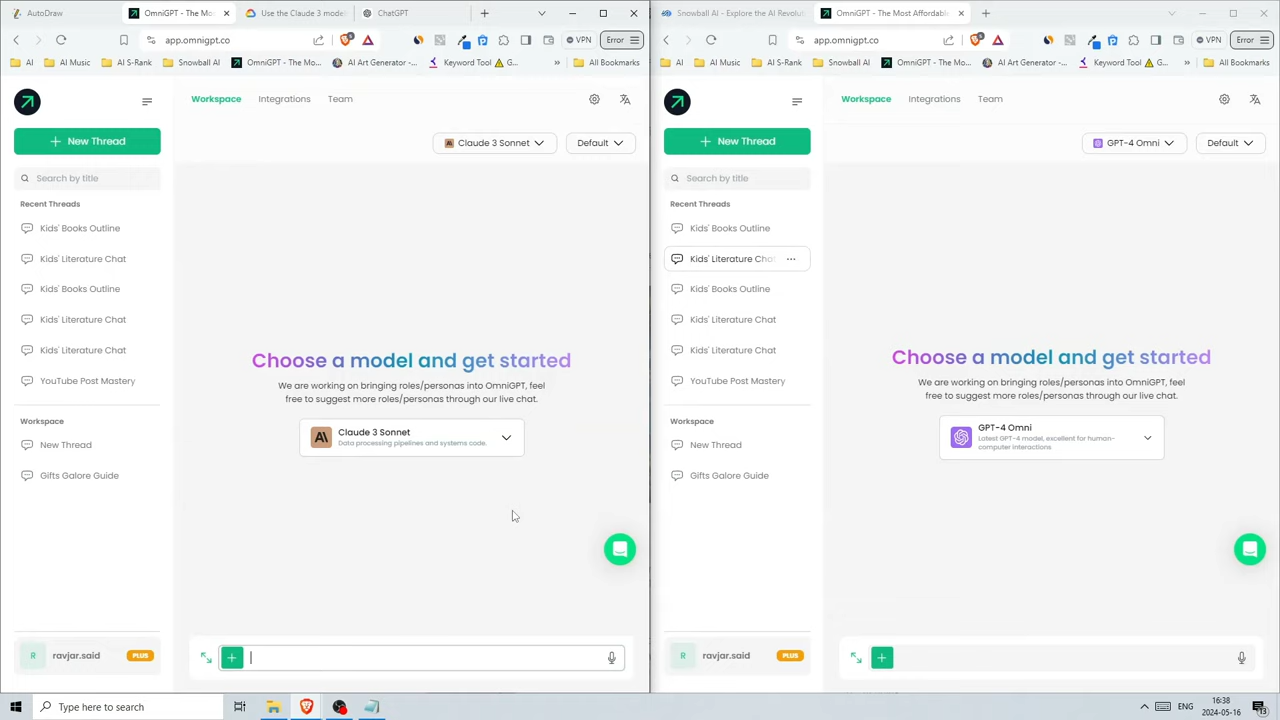 AutoDraw
OmniGPT - The Mo
Use the Claude 3 model
ChatGPT
app.omnigpt.co
VPN
Error
AI
AI Music
AI S-Rank
Snowball AI
OmniGPT - The Mo...
AI Art Generator -...
Keyword Tool ⚠ G...
»
All Bookmarks
Workspace
Integrations
Team
+ New Thread
Claude 3 Sonnet
Default
Search by title
Recent Threads
Kids' Books Outline
Kids' Literature Chat
Kids' Books Outline
Kids' Literature Chat
Kids' Literature Chat
YouTube Post Mastery
Workspace
New Thread
Gifts Galore Guide
Choose a model and get started
We are working on bringing roles/personas into OmniGPT, feel
free to suggest more roles/personas through our live chat.
Claude 3 Sonnet
Data processing pipelines and systems code.
R
ravjar.said
PLUS
Snowball AI - Explore the AI Revolut
OmniGPT - The Most Affordable
app.omnigpt.co
VPN
Error
AI
AI Music
AI S-Rank
Snowball AI
OmniGPT - The Mo...
AI Art Generator -...
Keyword Tool ⚠ G...
»
All Bookmarks
Workspace
Integrations
Team
+ New Thread
GPT-4 Omni
Default
Search by title
Recent Threads
Kids' Books Outline
Kids' Literature Chat
...
Kids' Books Outline
Kids' Literature Chat
Kids' Literature Chat
YouTube Post Mastery
Workspace
New Thread
Gifts Galore Guide
Choose a model and get started
We are working on bringing roles/personas into OmniGPT, feel
free to suggest more roles/personas through our live chat.
GPT-4 Omni
Latest GPT-4 model, excellent for human-
computer interactions
R
ravjar.said
PLUS
Type here to search
ENG
16:38
2024-05-16